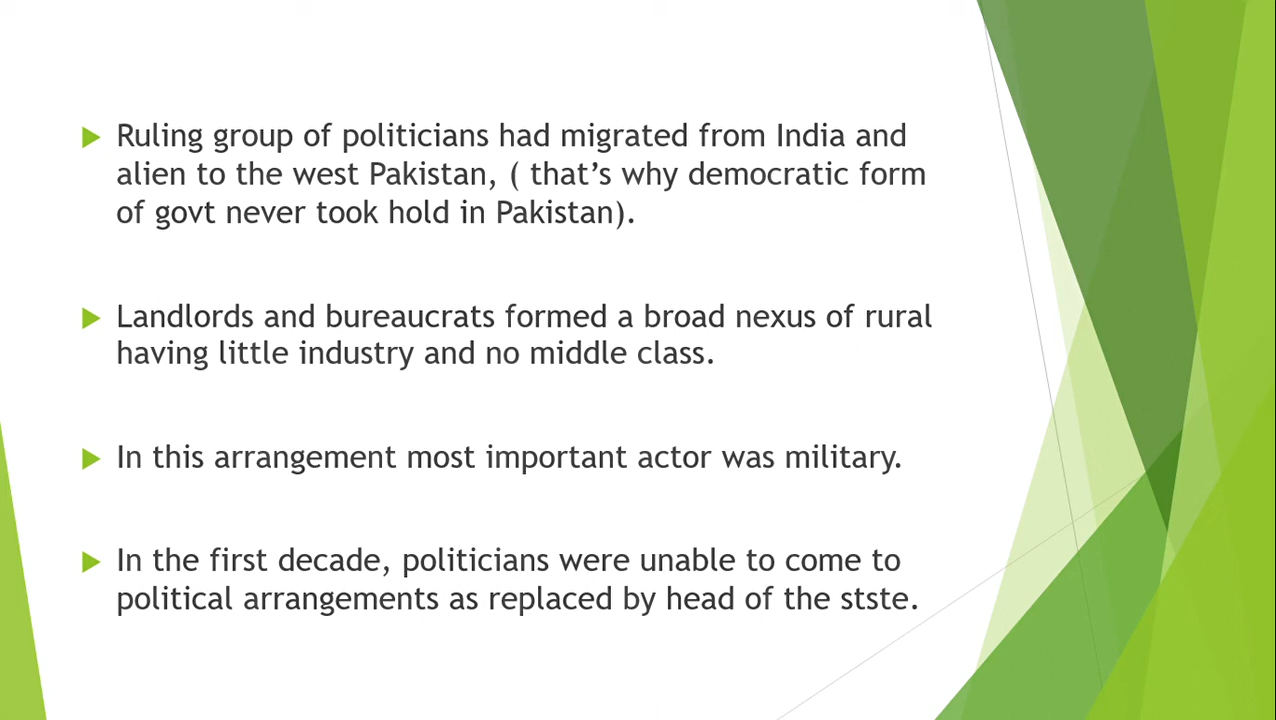 Ruling group of politicians had migrated from India and
alien to the west Pakistan, ( that's why democratic form
of govt never took hold in Pakistan).
Landlords and bureaucrats formed a broad nexus of rural
having little industry and no middle class.
In this arrangement most important actor was military.
In the first decade, politicians were unable to come to
political arrangements as replaced by head of the stste.